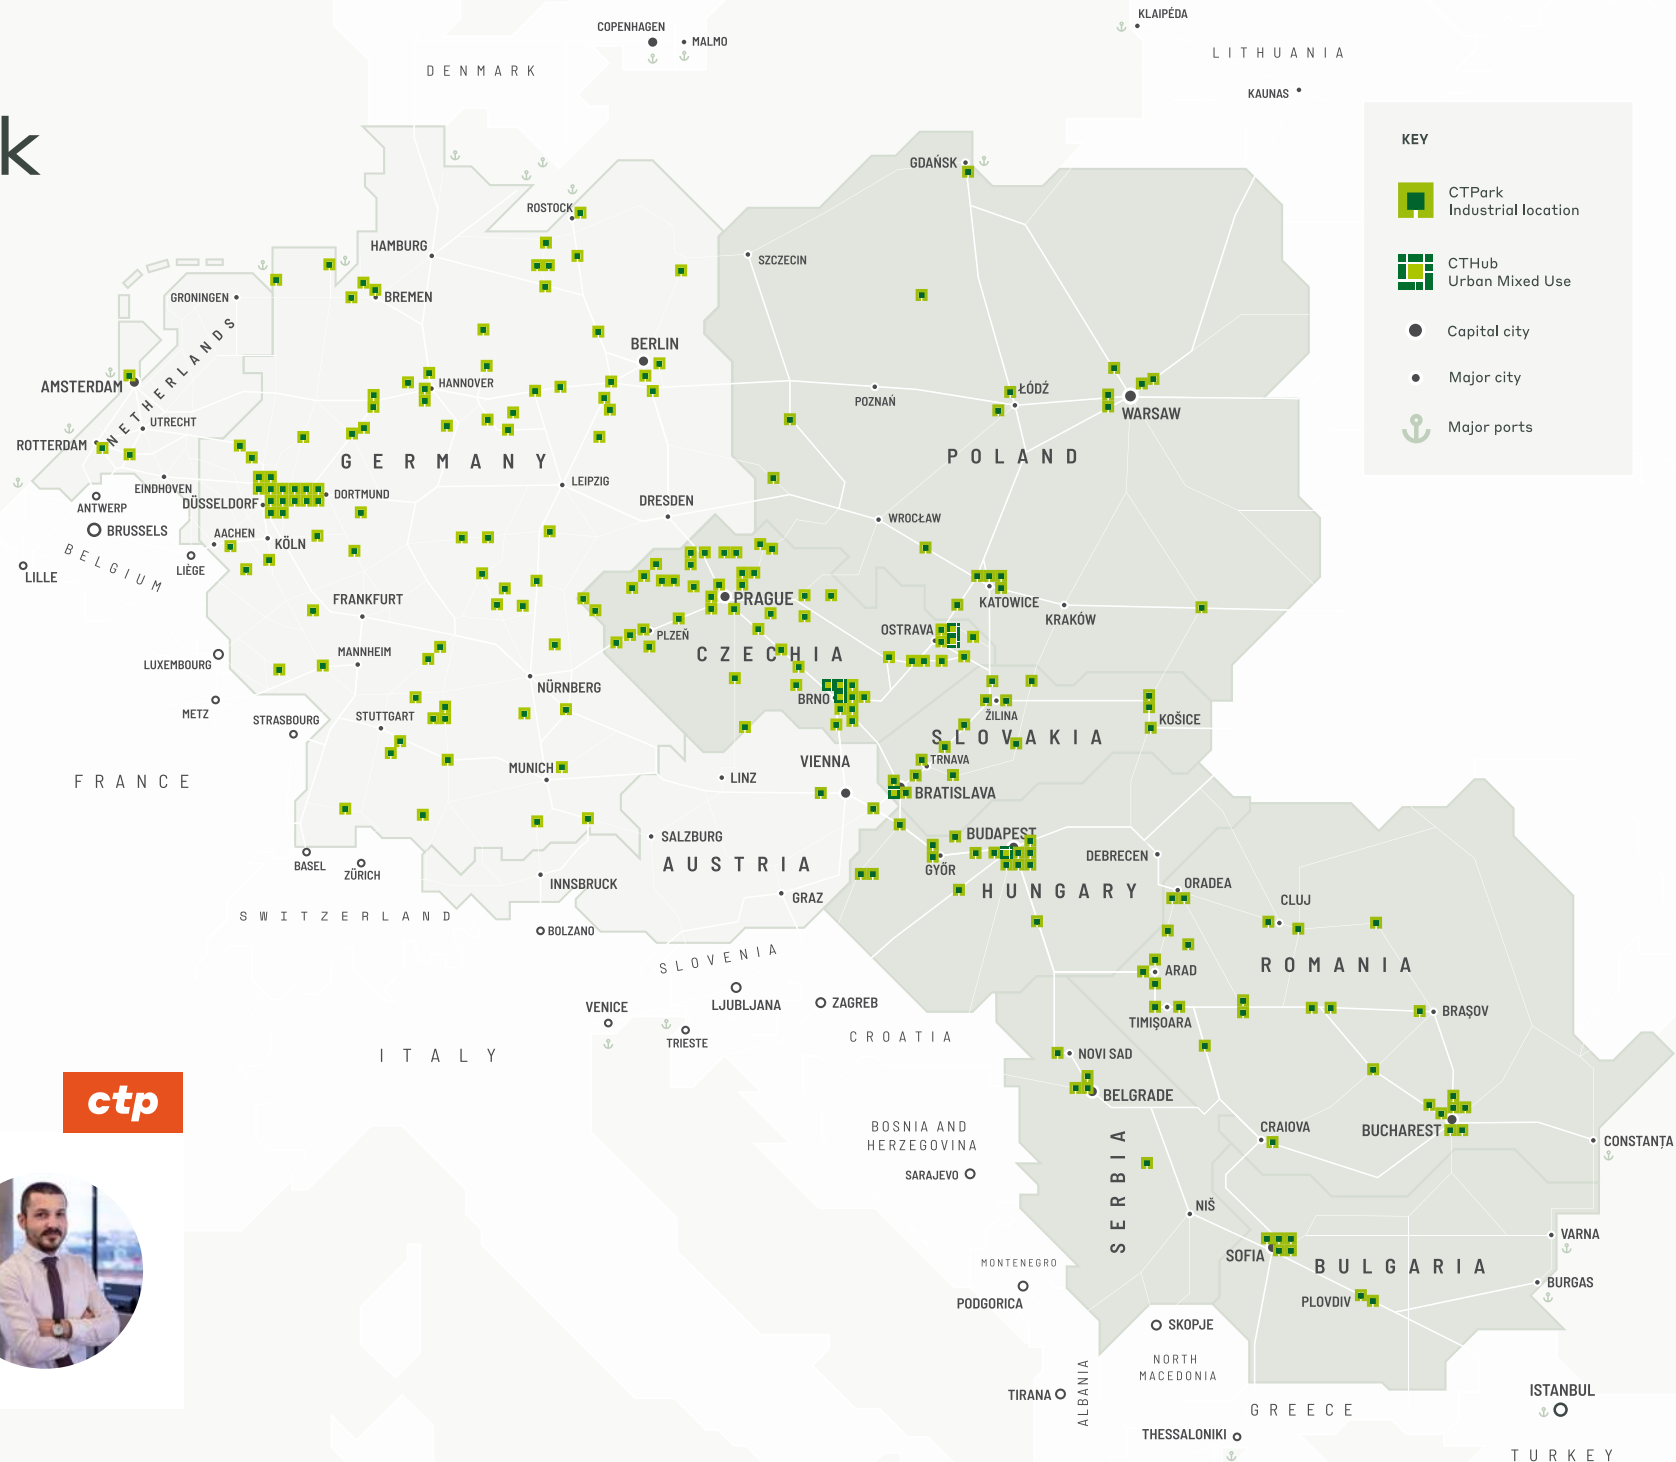 k
KEY
CTPark
Industrial location
CTHub
Urban Mixed Use
Capital city
Major city
Major ports
COPENHAGEN
MALMO
KLAIPÉDA
LITHUANIA
KAUNAS
DENMARK
GDAŃSK
ROSTOCK
HAMBURG
SZCZECIN
GRONINGEN
BREMEN
NETHERLANDS
BERLIN
AMSTERDAM
HANNOVER
POZNAŃ
ŁÓDŹ
WARSAW
UTRECHT
ROTTERDAM
GERMANY
POLAND
EINDHOVEN
LEIPZIG
DORTMUND
ANTWERP
DÜSSELDORF
DRESDEN
WROCŁAW
BRUSSELS
AACHEN
KÖLN
BELGIUM
LIÈGE
LILLE
FRANKFURT
PRAGUE
KATOWICE
KRAKÓW
OSTRAVA
PLZEŇ
CZECHIA
LUXEMBOURG
MANNHEIM
NÜRNBERG
BRNO
METZ
STRASBOURG
STUTTGART
ŽILINA
KOŠICE
SLOVAKIA
VIENNA
TRNAVA
FRANCE
MUNICH
LINZ
BRATISLAVA
SALZBURG
BUDAPEST
DEBRECEN
BASEL
ZÜRICH
AUSTRIA
GYŐR
INNSBRUCK
GRAZ
HUNGARY
ORADEA
CLUJ
SWITZERLAND
BOLZANO
SLOVENIA
ROMANIA
ARAD
LJUBLJANA
ZAGREB
VENICE
TRIESTE
CROATIA
TIMIŞOARA
BRAŞOV
ITALY
NOVI SAD
BELGRADE
ctp
BOSNIA AND
HERZEGOVINA
CRAIOVA
BUCHAREST
CONSTANȚA
SARAJEVO
SERBIA
NIŠ
VARNA
SOFIA
BULGARIA
MONTENEGRO
BURGAS
PODGORICA
PLOVDIV
SKOPJE
NORTH
MACEDONIA
TIRANA
ALBANIA
ISTANBUL
GREECE
THESSALONIKI
TURKEY